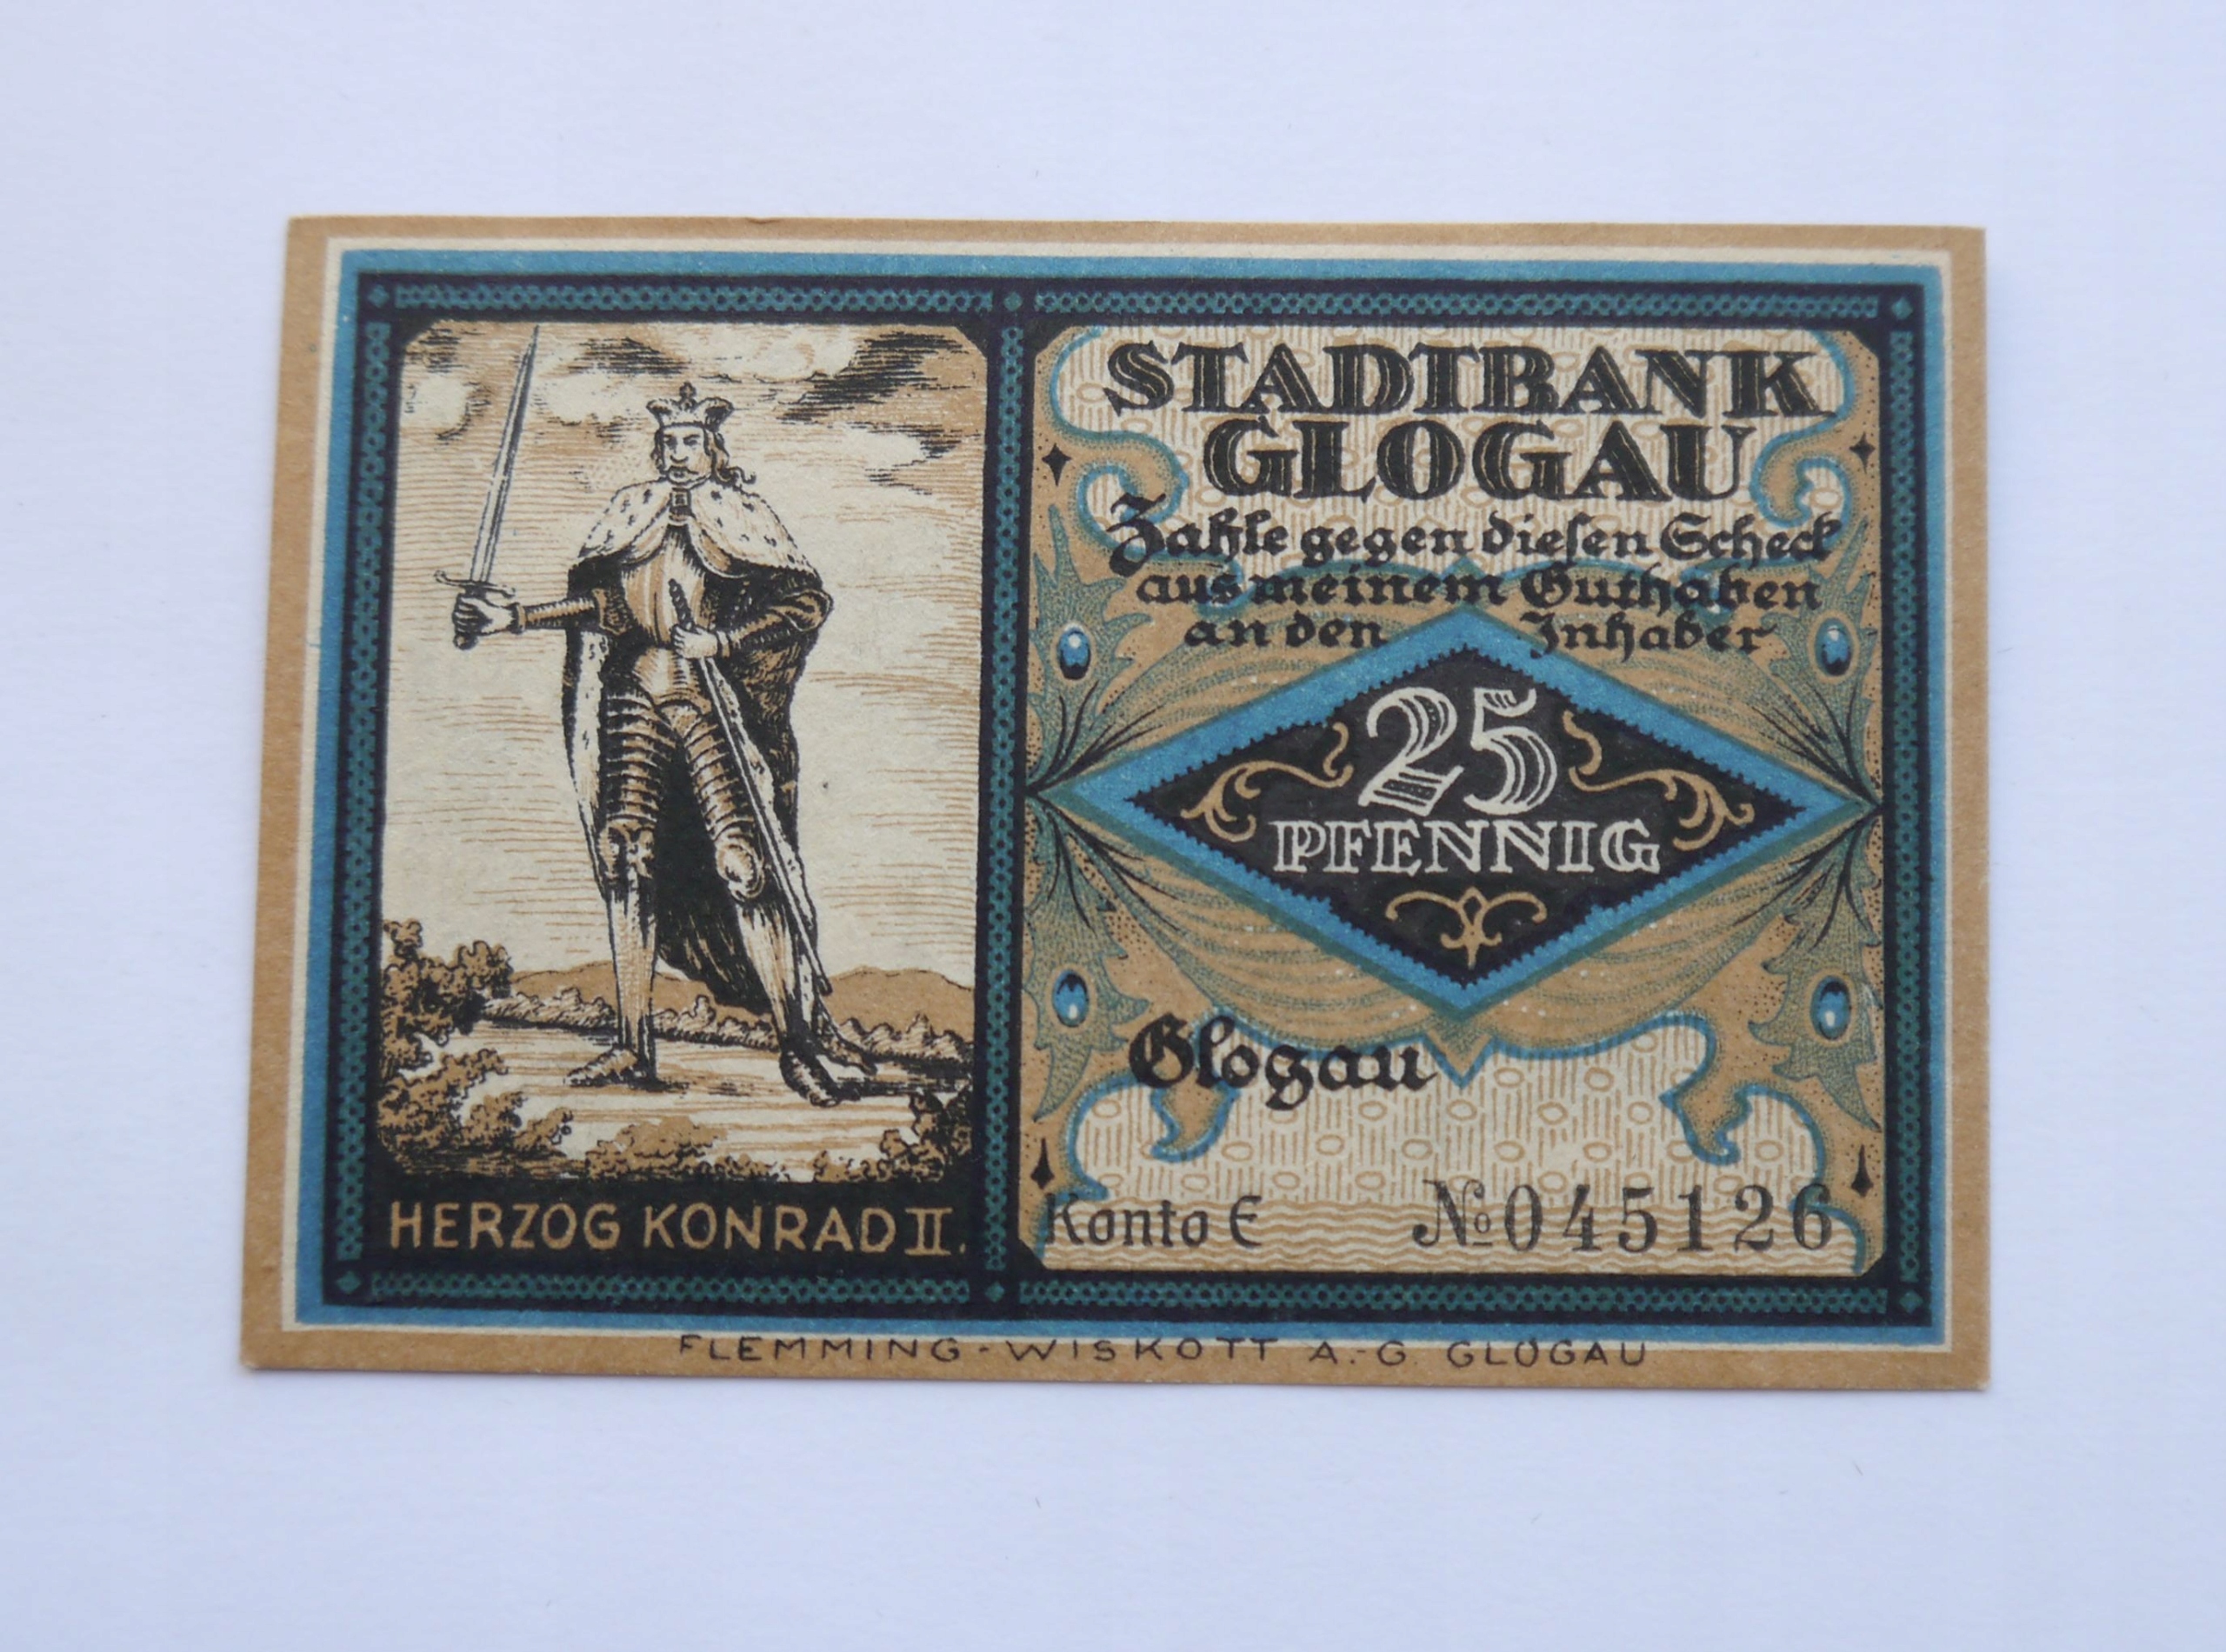 HERZOG KONRAD II.
STADTBANK
GLOGAU
Zahle gegen diesen Scheck
aus meinem Guthaben
an den Inhaber
25
PFENNIG
Glogau
Konto E № 045126
FLEMMING-WISKOTT A.-G. GLOGAU